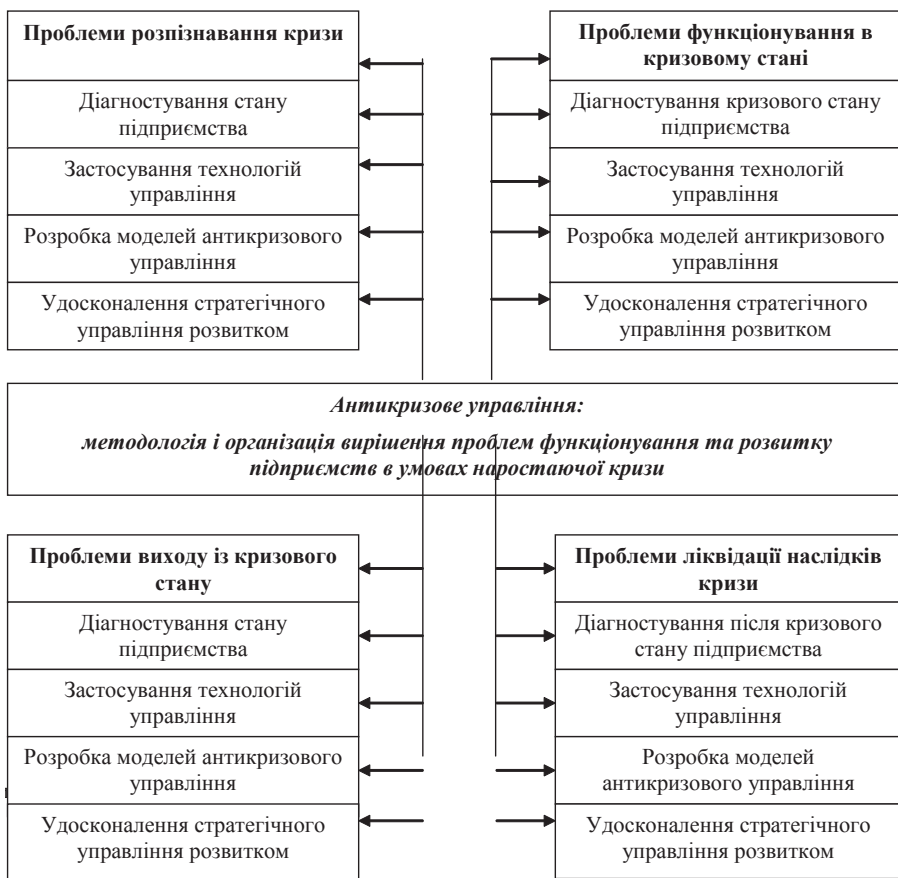 Проблеми розпізнавання кризи
Діагностування стану
підприємства
Застосування технологій
управління
Розробка моделей антикризового
управління
Удосконалення стратегічного
управління розвитком
Проблеми функціонування в
кризовому стані
Діагностування кризового стану
підприємства
Застосування технологій
управління
Розробка моделей антикризового
управління
Удосконалення стратегічного
управління розвитком
Антикризове управління:
методологія і організація вирішення проблем функціонування та розвитку
підприємств в умовах наростаючої кризи
Проблеми виходу із кризового
стану
Діагностування стану
підприємства
Застосування технологій
управління
Розробка моделей антикризового
управління
Удосконалення стратегічного
управління розвитком
Проблеми ліквідації наслідків
кризи
Діагностування після кризового
стану підприємства
Застосування технологій
управління
Розробка моделей
антикризового управління
Удосконалення стратегічного
управління розвитком